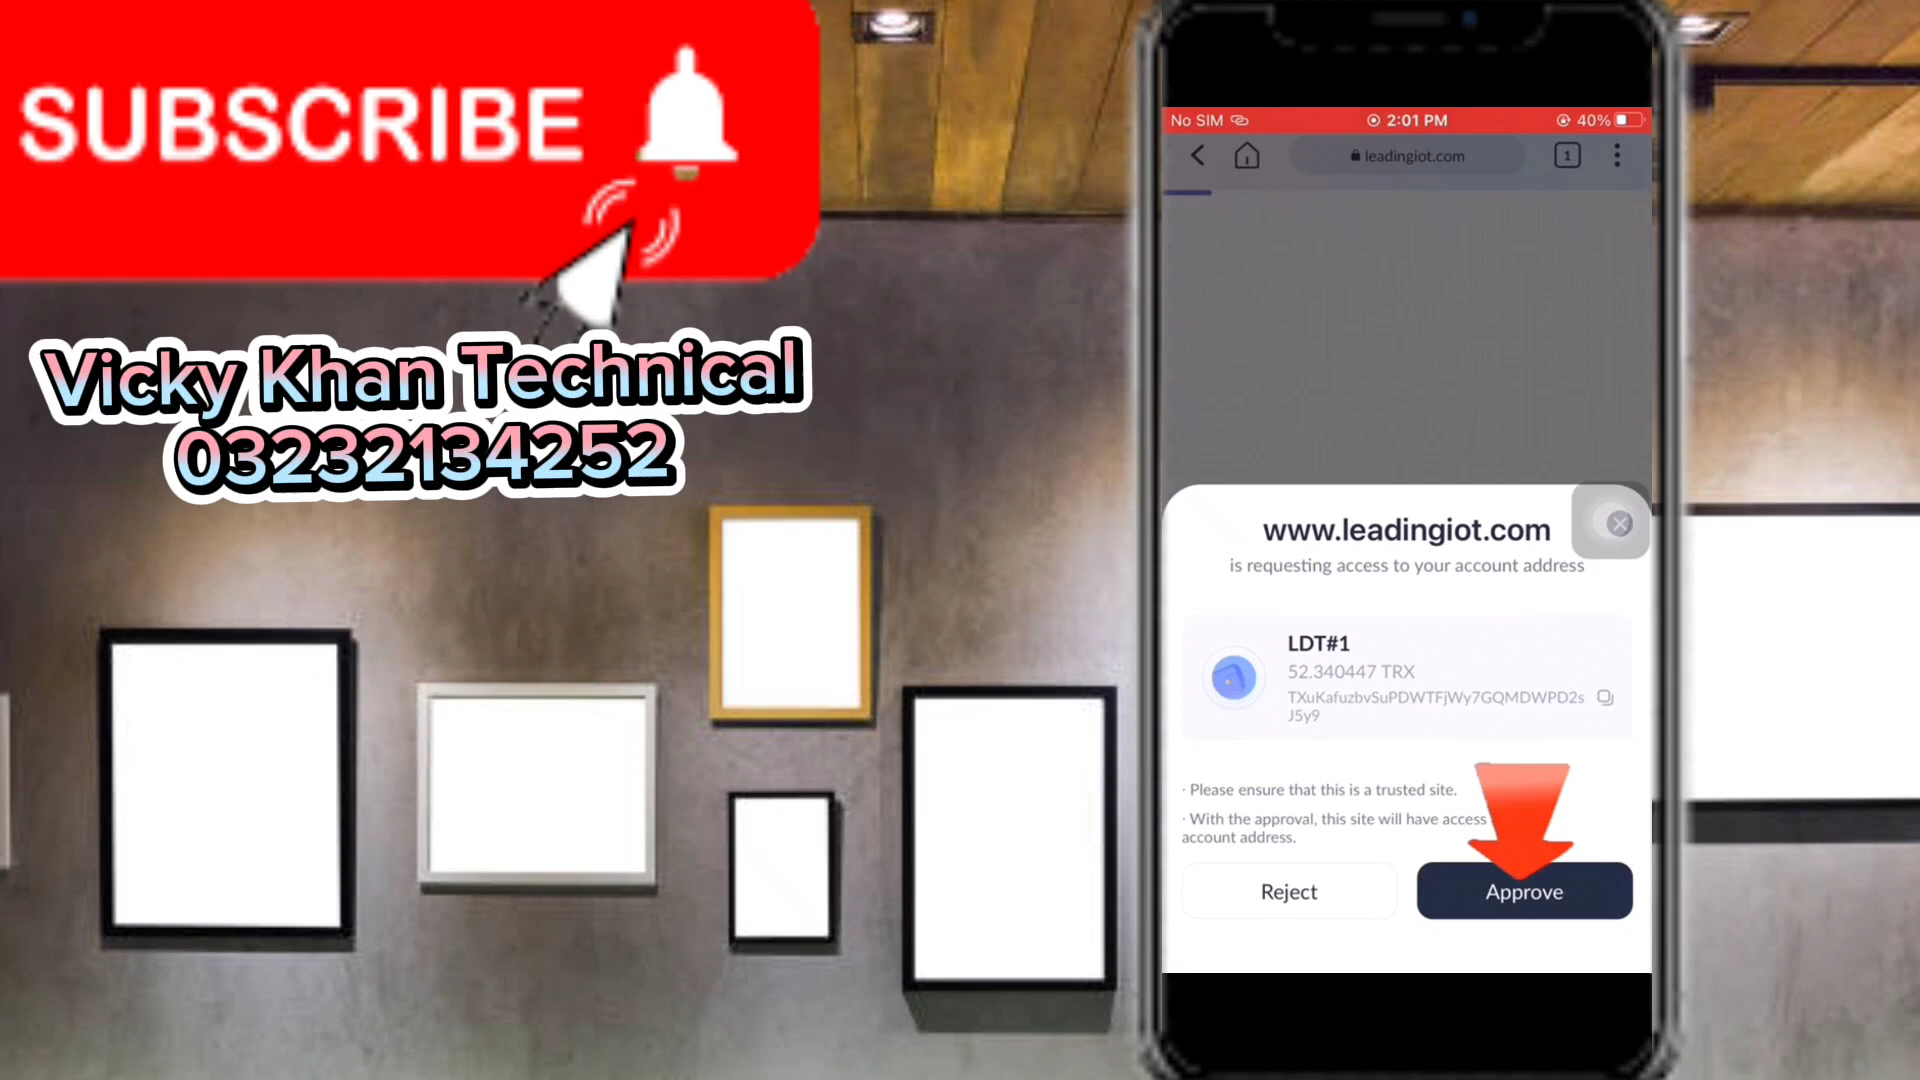 SUBSCRIBE
Vicky Khan Technical
03232134252
No SIM
2:01 PM
40%
leadingiot.com
1
www.leadingiot.com
is requesting access to your account address
LDT#1
52.340447 TRX
TXuKafuzbvSuPDWTFjWy7GQMDWPD2s
J5y9
· Please ensure that this is a trusted site.
· With the approval, this site will have access
account address.
Reject
Approve